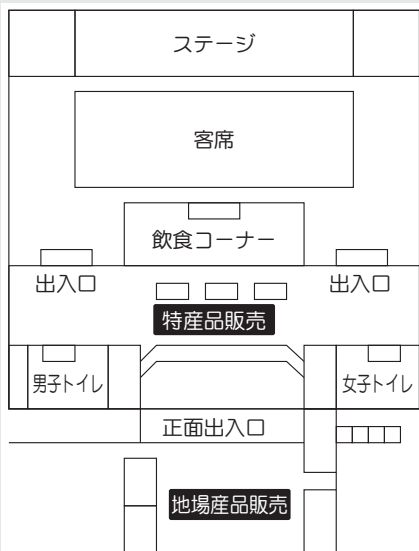 ステージ
客席
飲食コーナー
出入口
出入口
特産品販売
男子トイレ
女子トイレ
正面出入口
地場産品販売